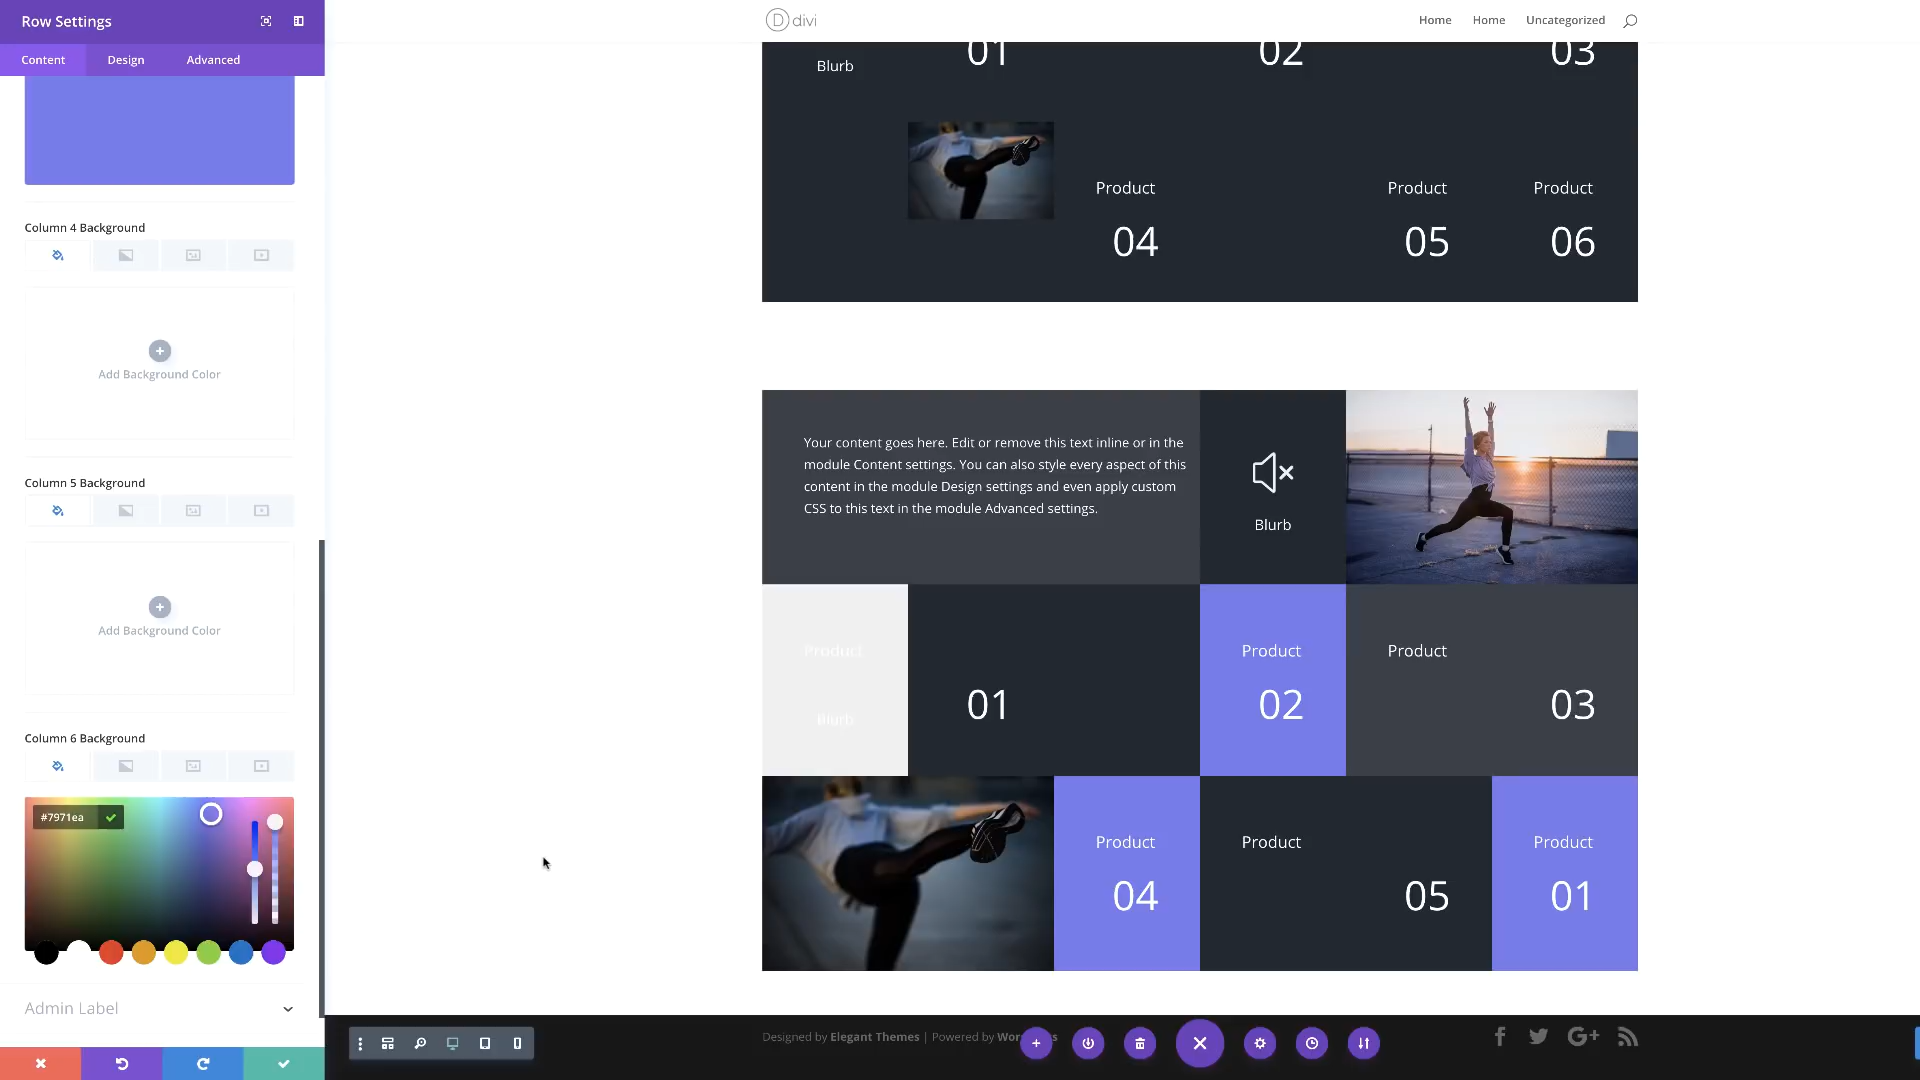 Row Settings
Content Design Advanced
Column 4 Background
Add Background Color
Column 5 Background
Add Background Color
Column 6 Background
#7971ea
Admin Label
D divi
Home Home Uncategorized
Blurb 01 02 03
Product Product Product
04 05 06
Your content goes here. Edit or remove this text inline or in the
module Content settings. You can also style every aspect of this
content in the module Design settings and even apply custom
CSS to this text in the module Advanced settings.
Blurb
Product Product Product
01 02 03
Blurb
Product Product Product
04 05 01
Designed by Elegant Themes | Powered by Wor
G+